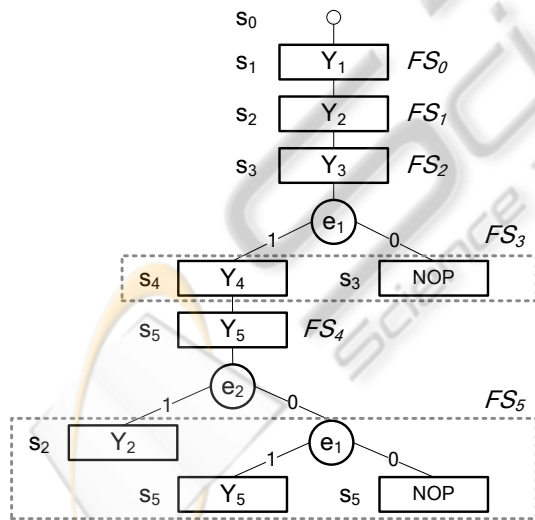 s0
s1 Y1 FS0
s2 Y2 FS1
s3 Y3 FS2
e1
1 0 FS3
s4 Y4 s3 NOP
s5 Y5 FS4
e2
1 0 FS5
s2 Y2 e1
1 0
s5 Y5 s5 NOP
Science